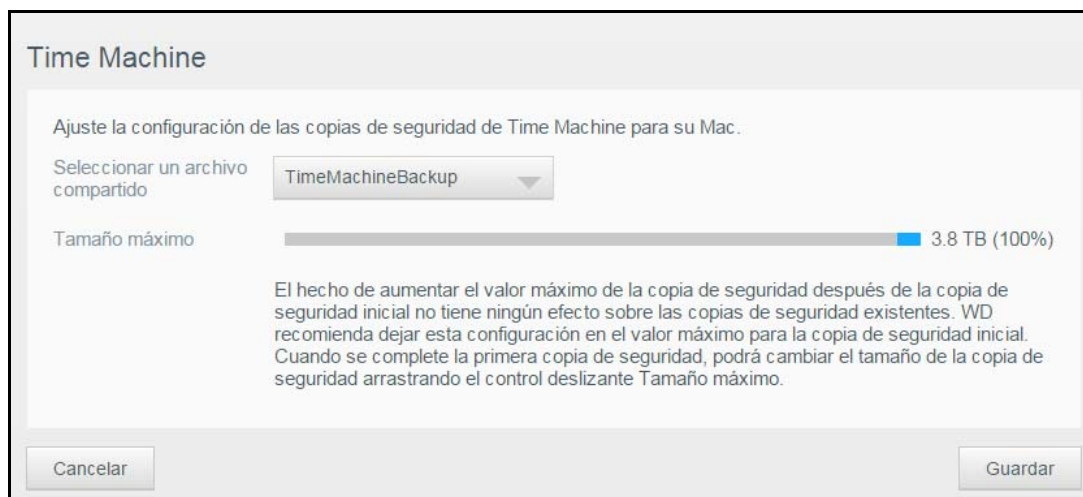 Time Machine
Ajuste la configuración de las copias de seguridad de Time Machine para su Mac.
Seleccionar un archivo
compartido
TimeMachineBackup
Tamaño máximo
3.8 TB (100%)
El hecho de aumentar el valor máximo de la copia de seguridad después de la copia de
seguridad inicial no tiene ningún efecto sobre las copias de seguridad existentes. WD
recomienda dejar esta configuración en el valor máximo para la copia de seguridad inicial.
Cuando se complete la primera copia de seguridad, podrá cambiar el tamaño de la copia de
seguridad arrastrando el control deslizante Tamaño máximo.
Cancelar
Guardar